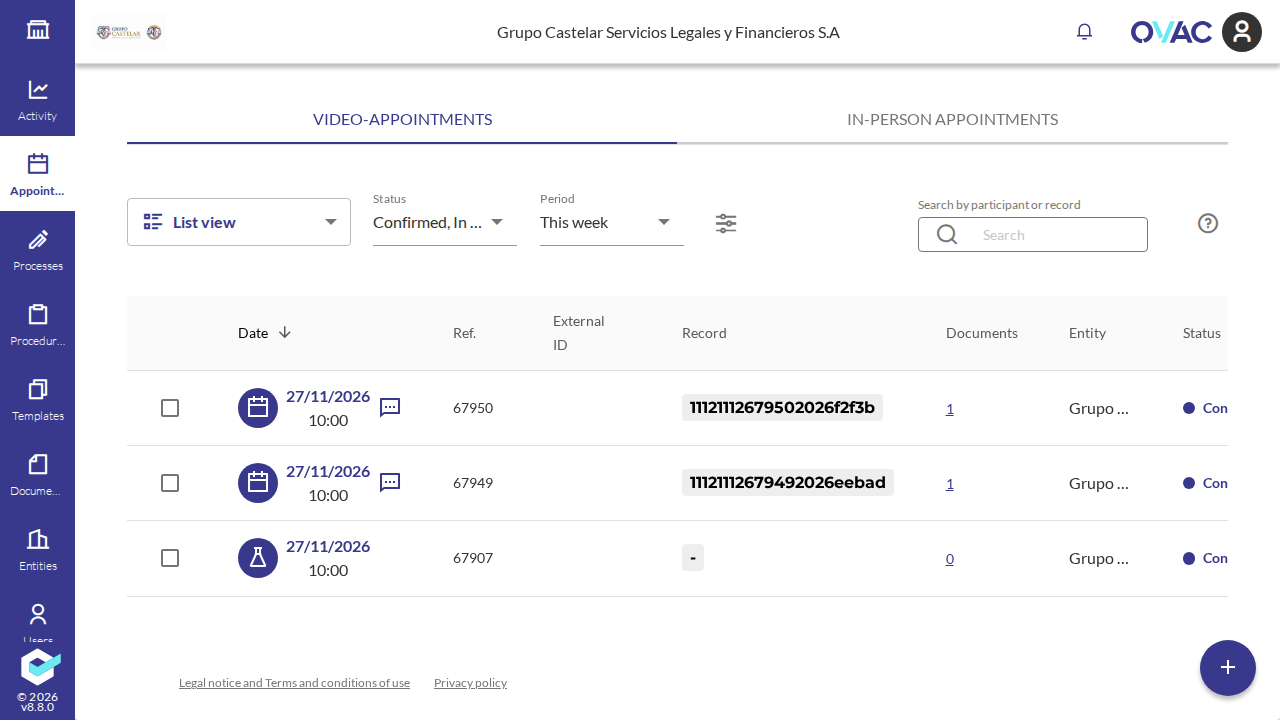 GRUPO
CASTELAR
Grupo Castelar Servicios Legales y Financieros S.A
OVAC
Activity
Appoint...
Processes
Procedur...
Templates
Docume...
Entities
Users
© 2026
v8.8.0
VIDEO-APPOINTMENTS
IN-PERSON APPOINTMENTS
List view
Status
Confirmed, In ...
Period
This week
Search by participant or record
Search
Date
Ref.
External
ID
Record
Documents
Entity
Status
27/11/2026
10:00
67950
11121112679502026f2f3b
1
Grupo ...
Con
27/11/2026
10:00
67949
11121112679492026eebad
1
Grupo ...
Con
27/11/2026
10:00
67907
-
0
Grupo ...
Con
Legal notice and Terms and conditions of use
Privacy policy